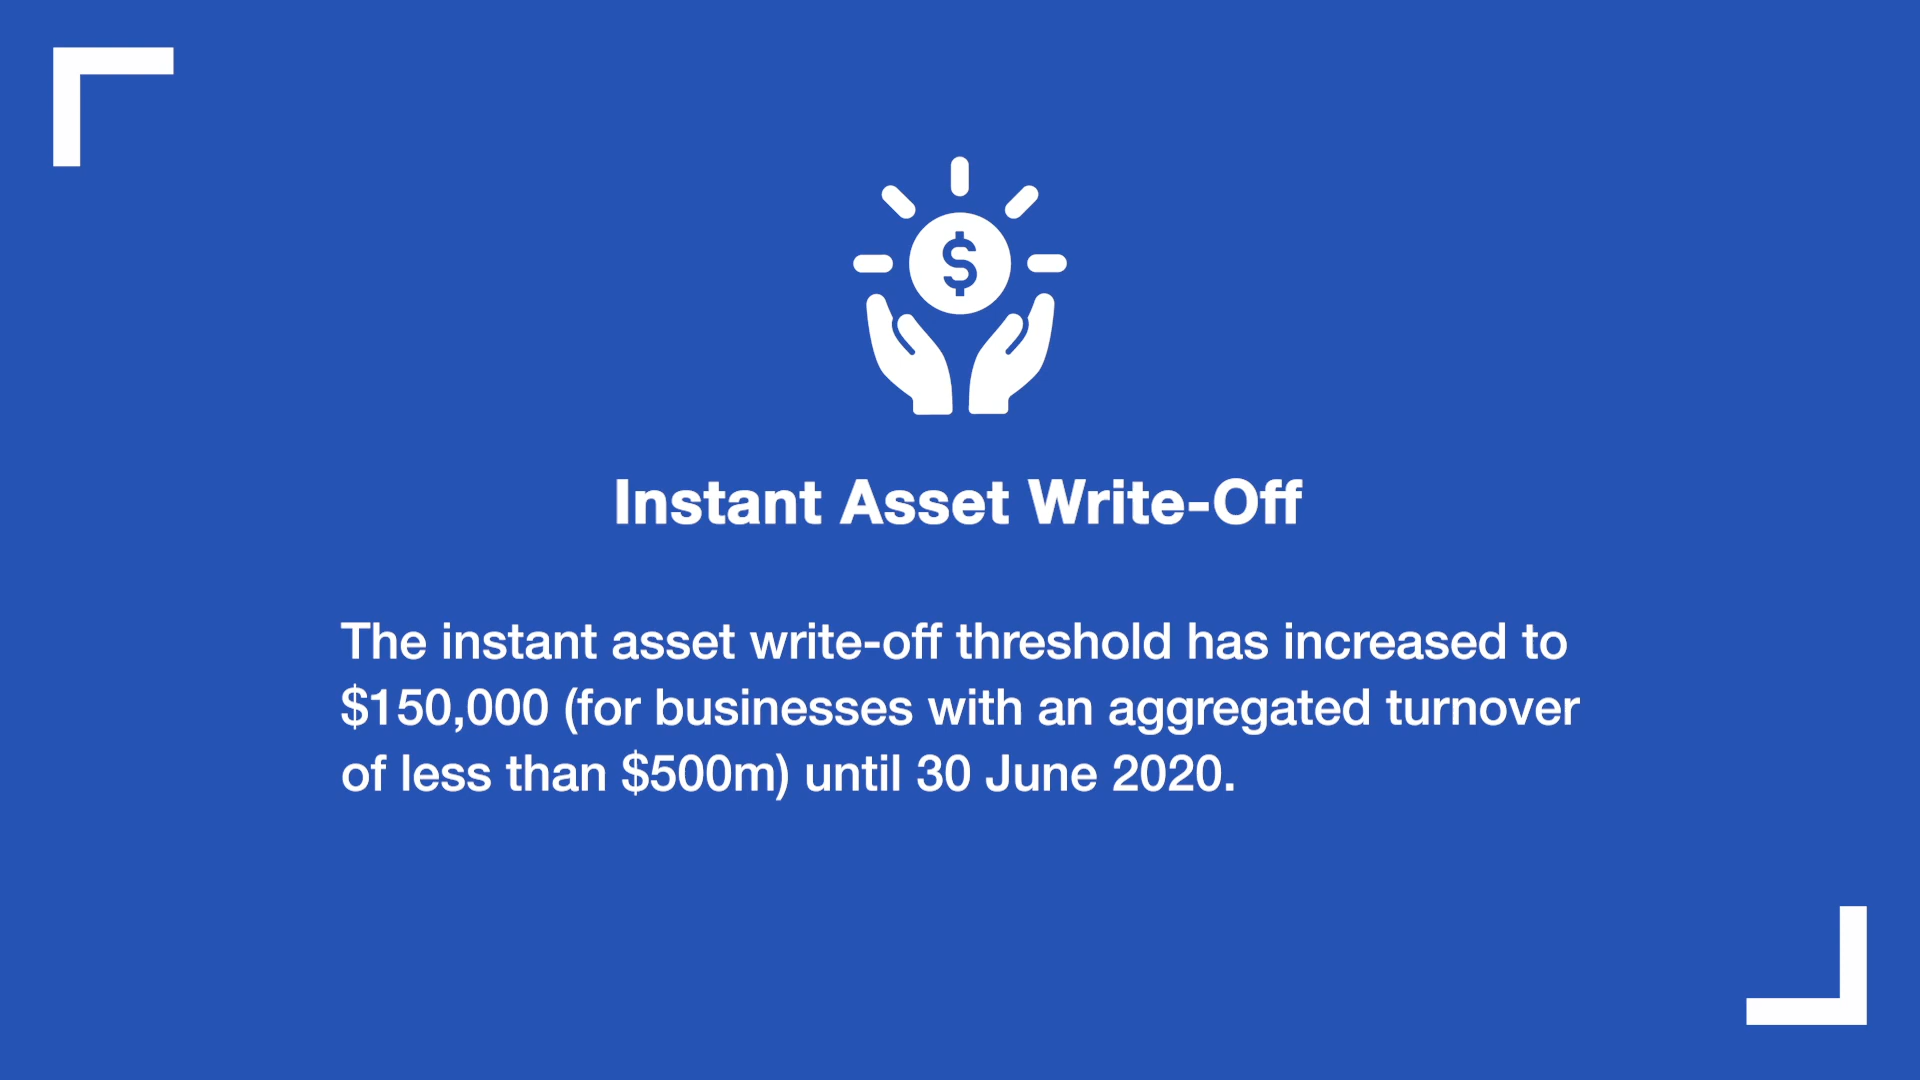 $
Instant Asset Write-Off
The instant asset write-off threshold has increased to
$150,000 (for businesses with an aggregated turnover
of less than $500m) until 30 June 2020.